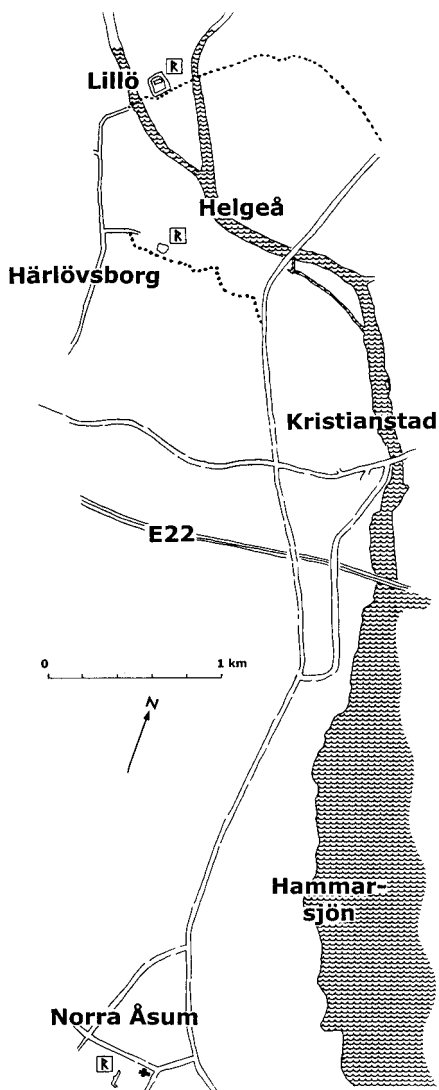 Lillö
R
Helgeå
R
Härlövsborg
Kristianstad
E22
0 1 km
N
Hammar-
sjön
Norra Åsum
R